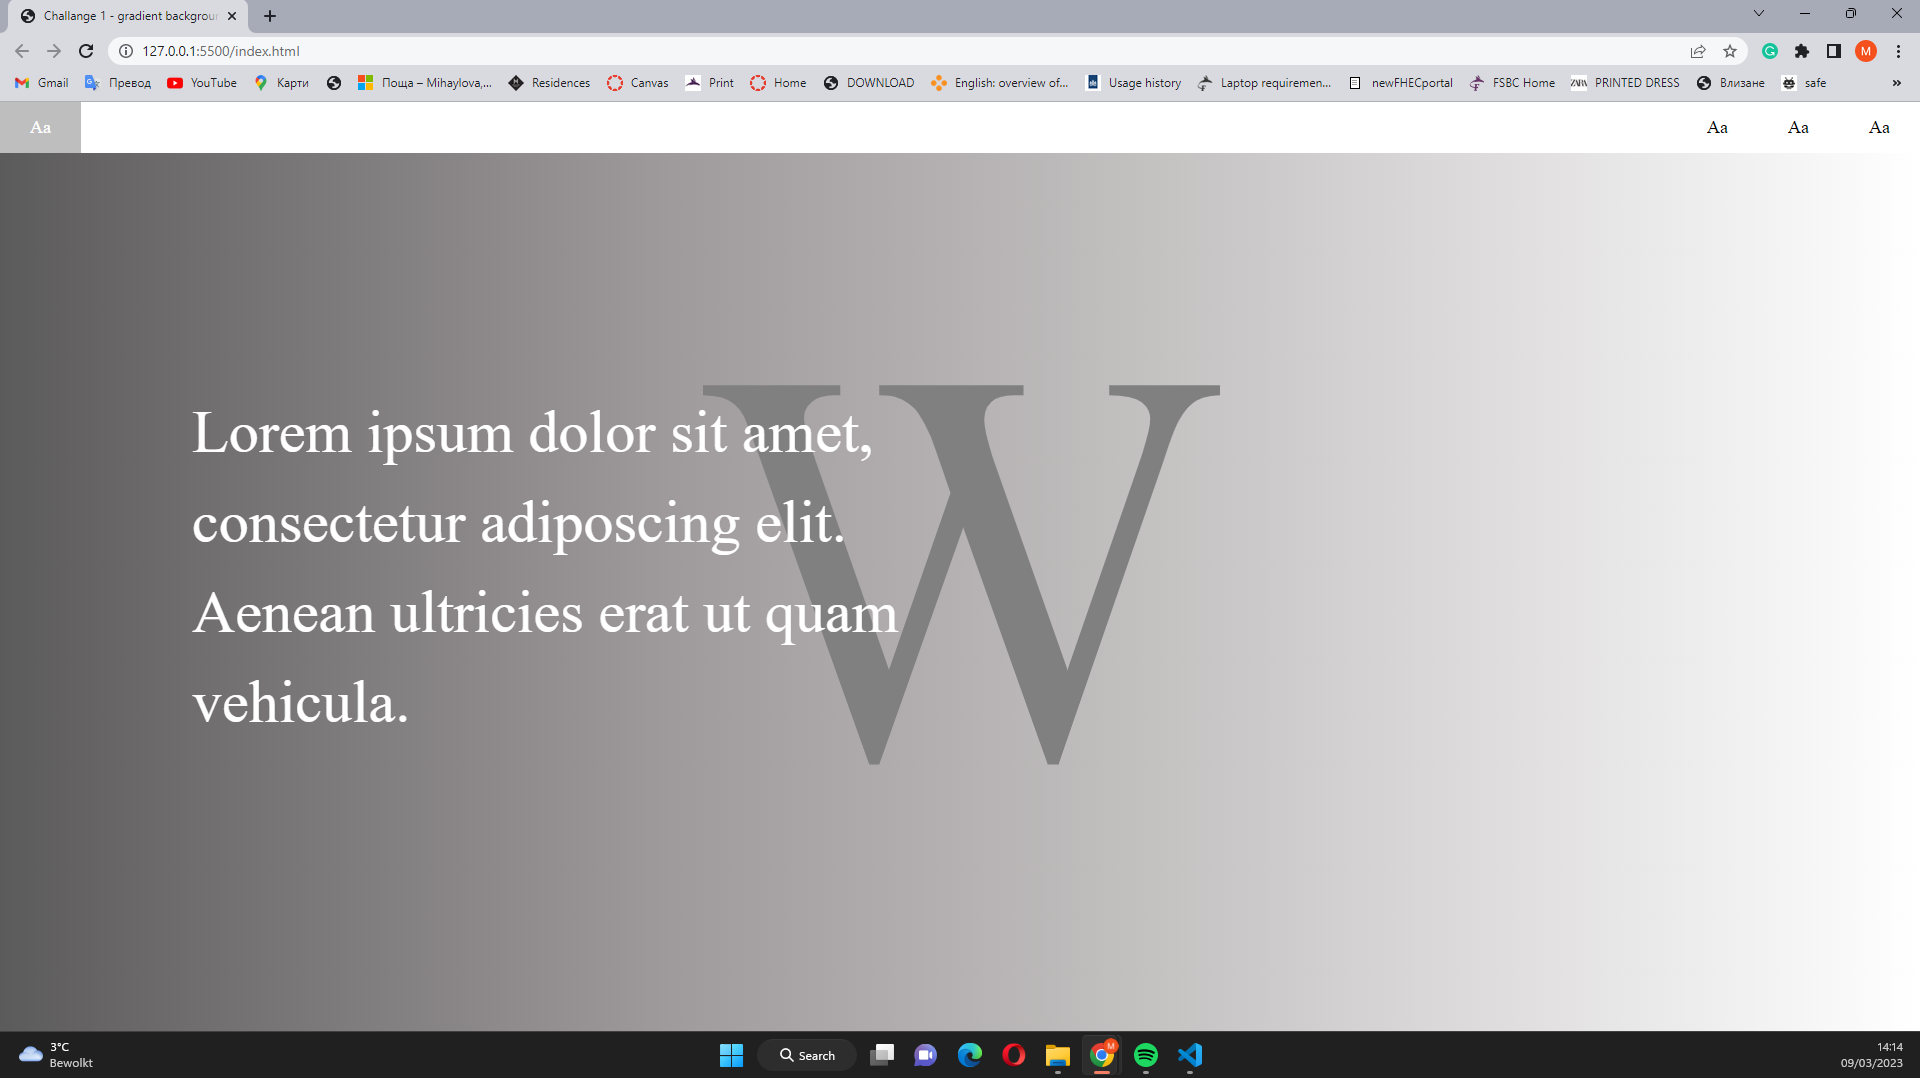 Challange 1 - gradient backgroun
127.0.0.1:5500/index.html
Gmail Превод YouTube Карти Поща – Mihaylova,... Residences Canvas Print Home DOWNLOAD English: overview of... Usage history Laptop requiremen... newFHECportal FSBC Home ZARA PRINTED DRESS Влизане safe »
Aa Aa Aa Aa
W
Lorem ipsum dolor sit amet,
consectetur adiposcing elit.
Aenean ultricies erat ut quam
vehicula.
3°C
Bewolkt
Search
14:14
09/03/2023